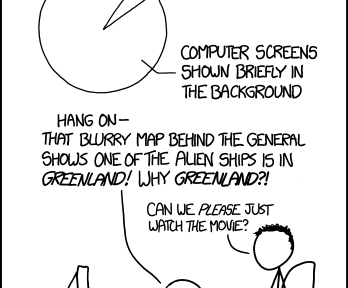 COMPUTER SCREENS
SHOWN BRIEFLY IN
THE BACKGROUND
HANG ON—
THAT BLURRY MAP BEHIND THE GENERAL
SHOWS ONE OF THE ALIEN SHIPS IS IN
GREENLAND! WHY GREENLAND?!
CAN WE PLEASE JUST
WATCH THE MOVIE?